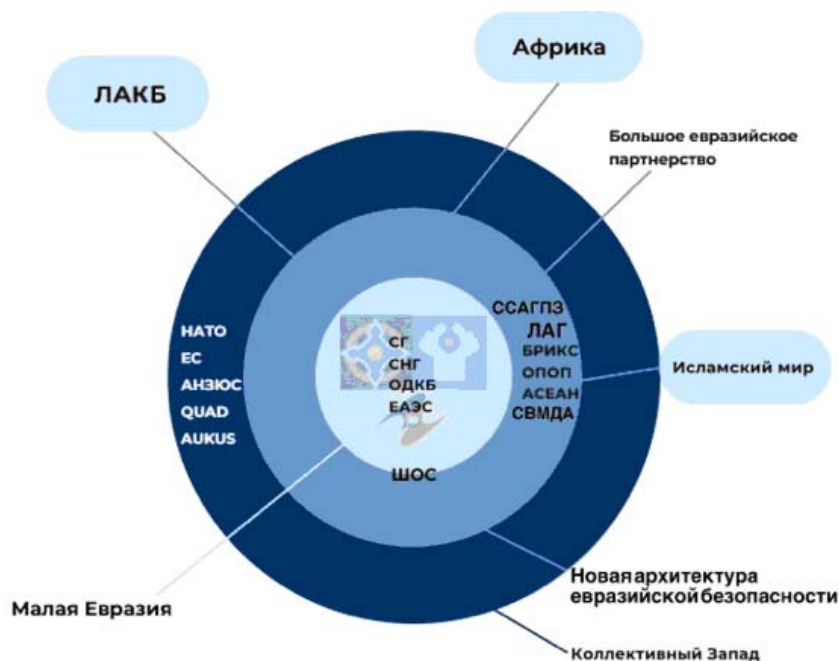 Африка
ЛАКБ
Большое евразийское
партнерство
ССАГПЗ
ЛАГ
БРИКС
ОПОП
АСЕАН
СВМДА
НАТО
ЕС
АНЗЮС
QUAD
AUKUS
СГ
СНГ
ОДКБ
ЕАЭС
ШОС
Исламский мир
Малая Евразия
Новая архитектура
евразийской безопасности
Коллективный Запад